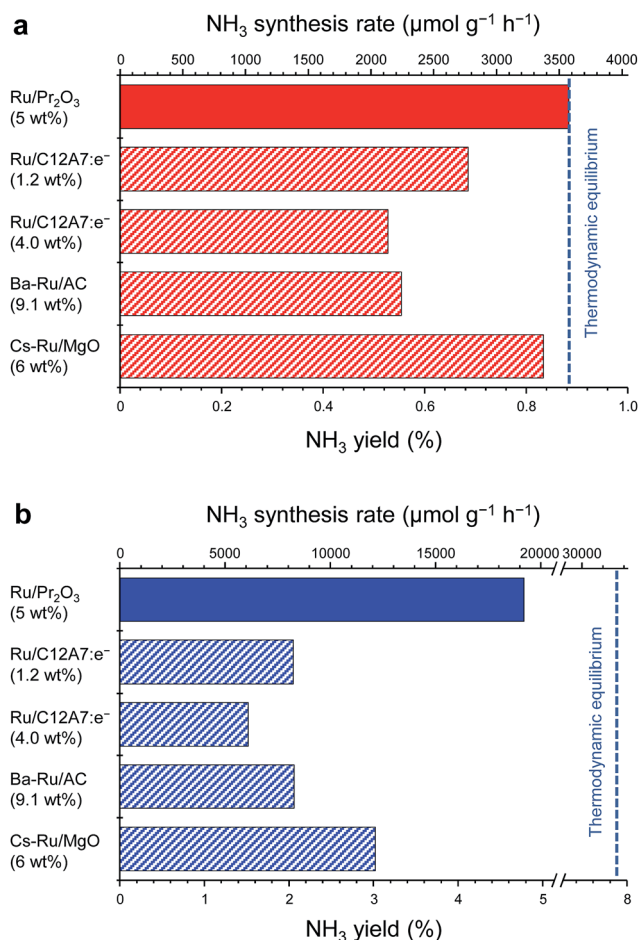 a
NH₃ synthesis rate (μmol g⁻¹ h⁻¹)
0 500 1000 1500 2000 2500 3000 3500 4000
Ru/Pr₂O₃
(5 wt%)
Ru/C12A7:e⁻
(1.2 wt%)
Ru/C12A7:e⁻
(4.0 wt%)
Ba-Ru/AC
(9.1 wt%)
Cs-Ru/MgO
(6 wt%)
Thermodynamic equilibrium
0 0.2 0.4 0.6 0.8 1.0
NH₃ yield (%)
b
NH₃ synthesis rate (μmol g⁻¹ h⁻¹)
0 5000 10000 15000 20000 30000
Ru/Pr₂O₃
(5 wt%)
Ru/C12A7:e⁻
(1.2 wt%)
Ru/C12A7:e⁻
(4.0 wt%)
Ba-Ru/AC
(9.1 wt%)
Cs-Ru/MgO
(6 wt%)
Thermodynamic equilibrium
0 1 2 3 4 5 8
NH₃ yield (%)